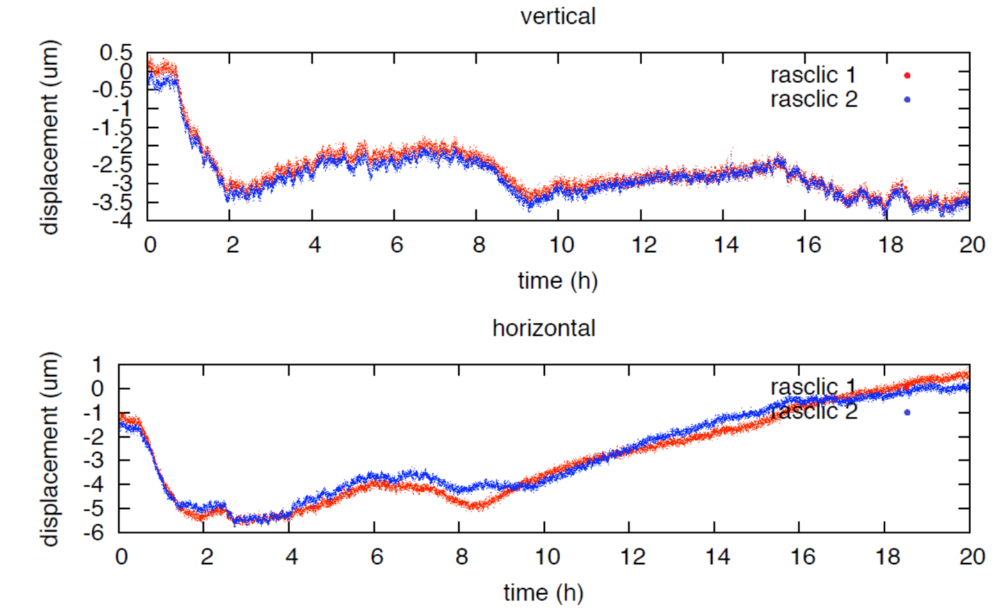 vertical
displacement (um)
0.5
0
-0.5
-1
-1.5
-2
-2.5
-3
-3.5
-4
rasclic 1
rasclic 2
0 2 4 6 8 10 12 14 16 18 20
time (h)
horizontal
displacement (um)
1
0
-1
-2
-3
-4
-5
-6
rasclic 1
rasclic 2
0 2 4 6 8 10 12 14 16 18 20
time (h)